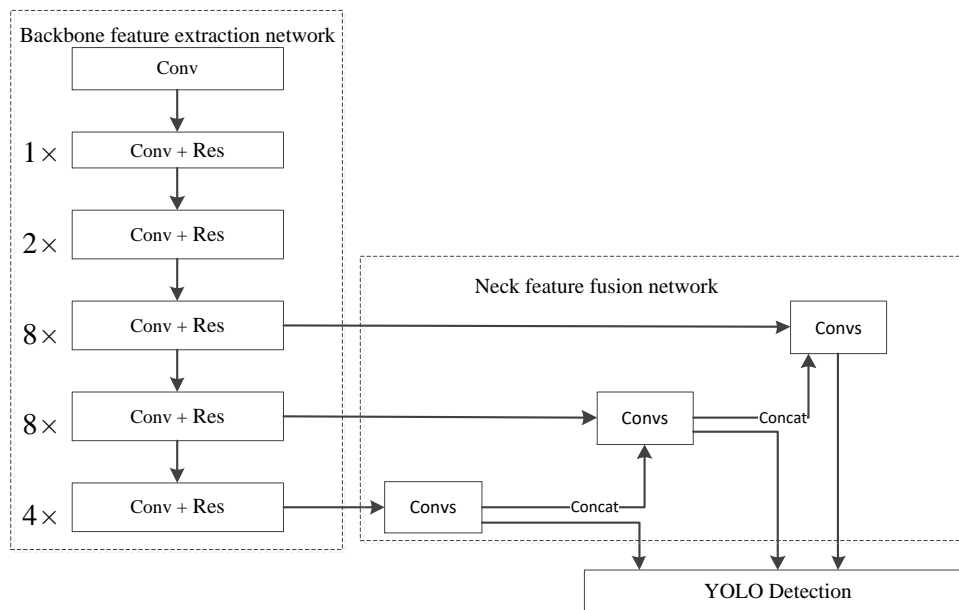 Backbone feature extraction network
Conv
1×
Conv + Res
2×
Conv + Res
Neck feature fusion network
8×
Conv + Res
Convs
8×
Conv + Res
Convs
Concat
4×
Conv + Res
Convs
Concat
YOLO Detection